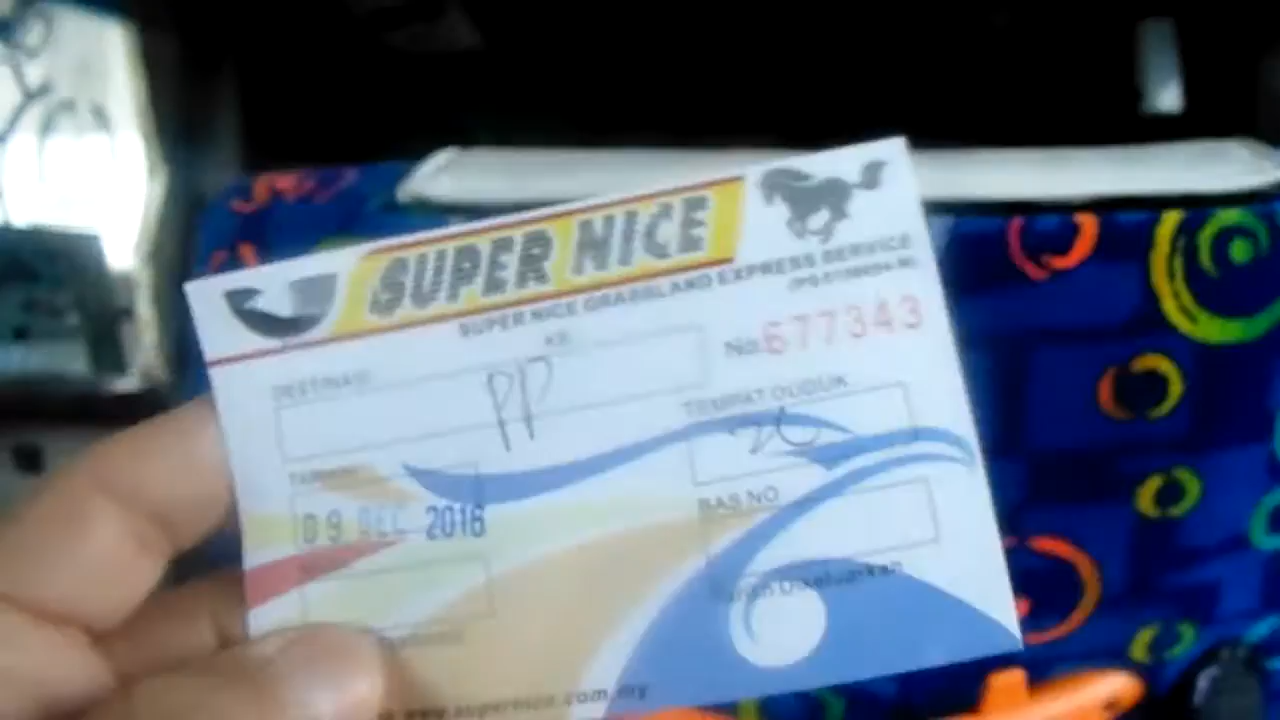 SUPER NICE
SUPER NICE GRASSLAND EXPRESS SERVICE
No. 677343
KE
DESTINASI
PP
TEMPAT DUDUK
TARIKH
09 DEC 2016
BAS NO
Dikeluarkan
www.supernice.com.my